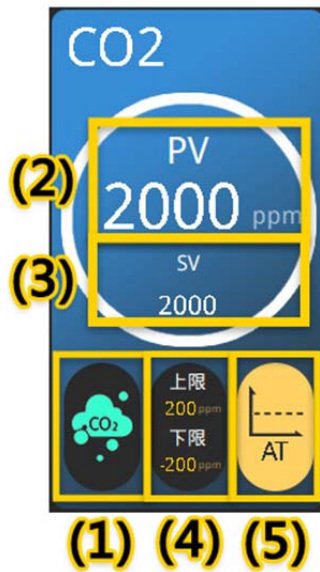 CO2
(2)
PV
2000 ppm
(3)
SV
2000
CO₂
上限
200 ppm
下限
-200 ppm
AT
(1)
(4)
(5)